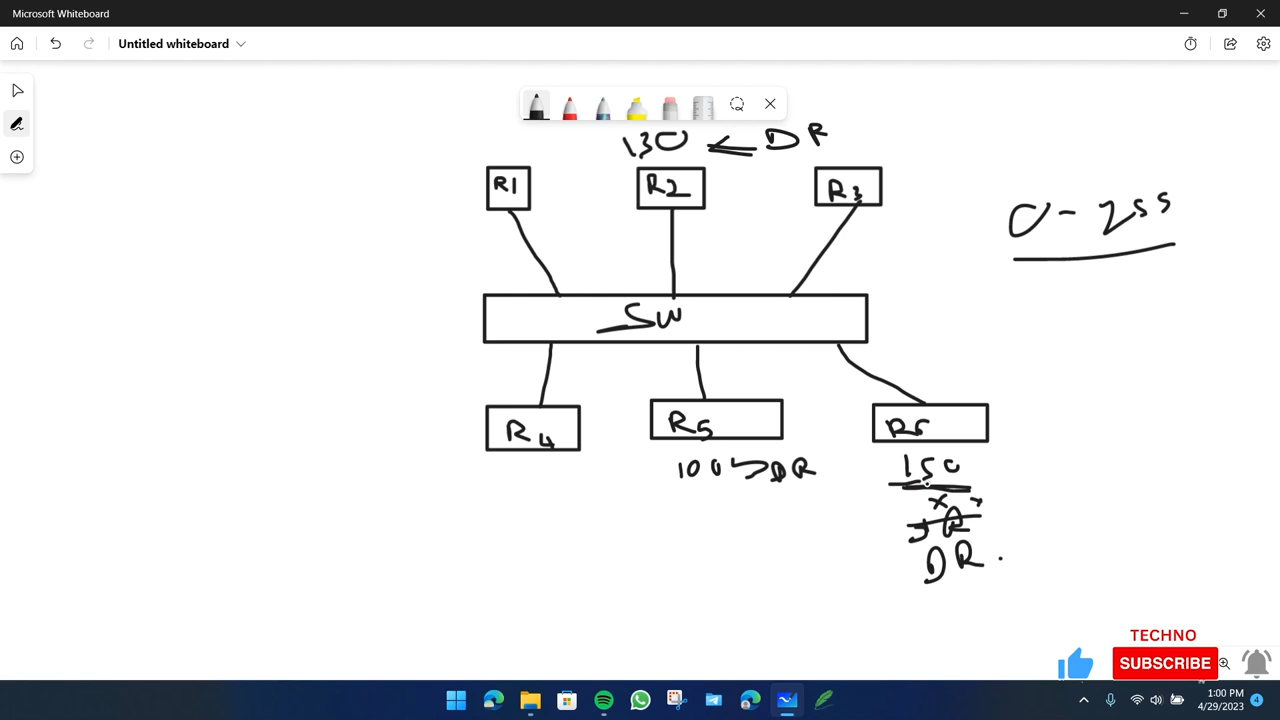 Microsoft Whiteboard
Untitled whiteboard
130 DR
R1 R2 R3
0-255
SW
R4 R5 R6
100 DR 150
DR
TECHNO
SUBSCRIBE
1:00 PM
4/29/2023
4